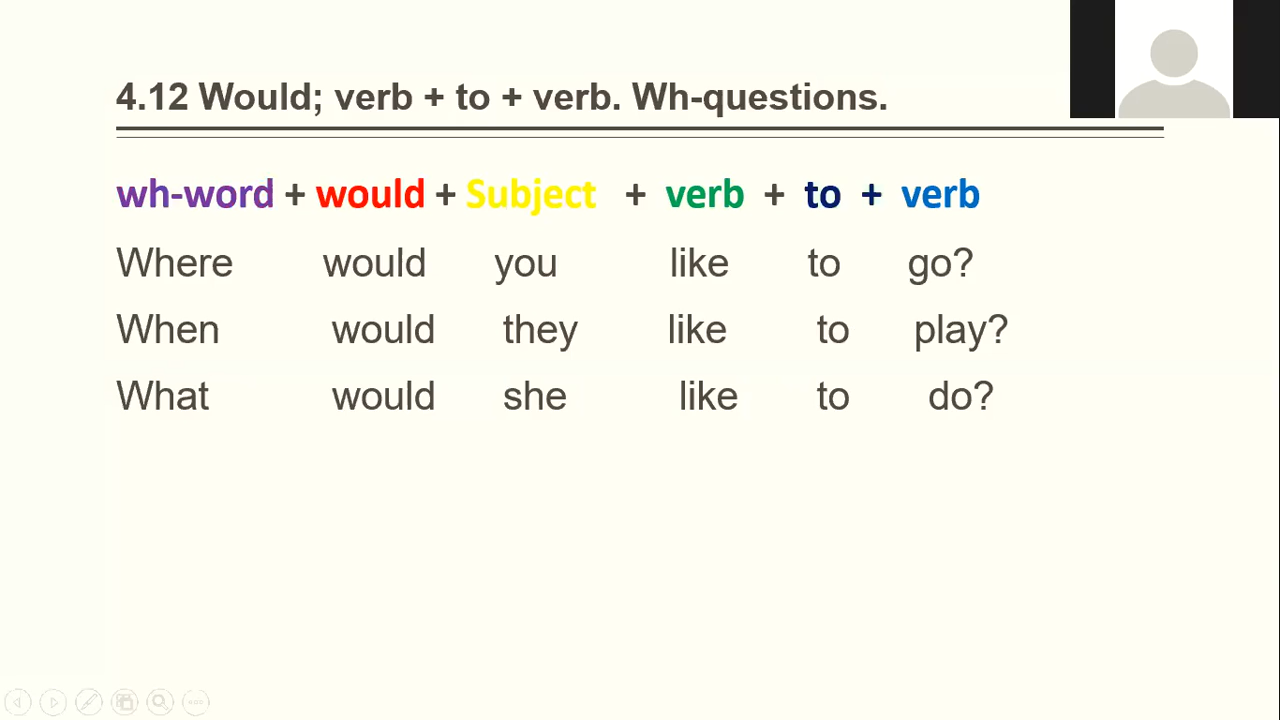 4.12 Would; verb + to + verb. Wh-questions.
wh-word + would + Subject + verb + to + verb
Where would you like to go?
When would they like to play?
What would she like to do?